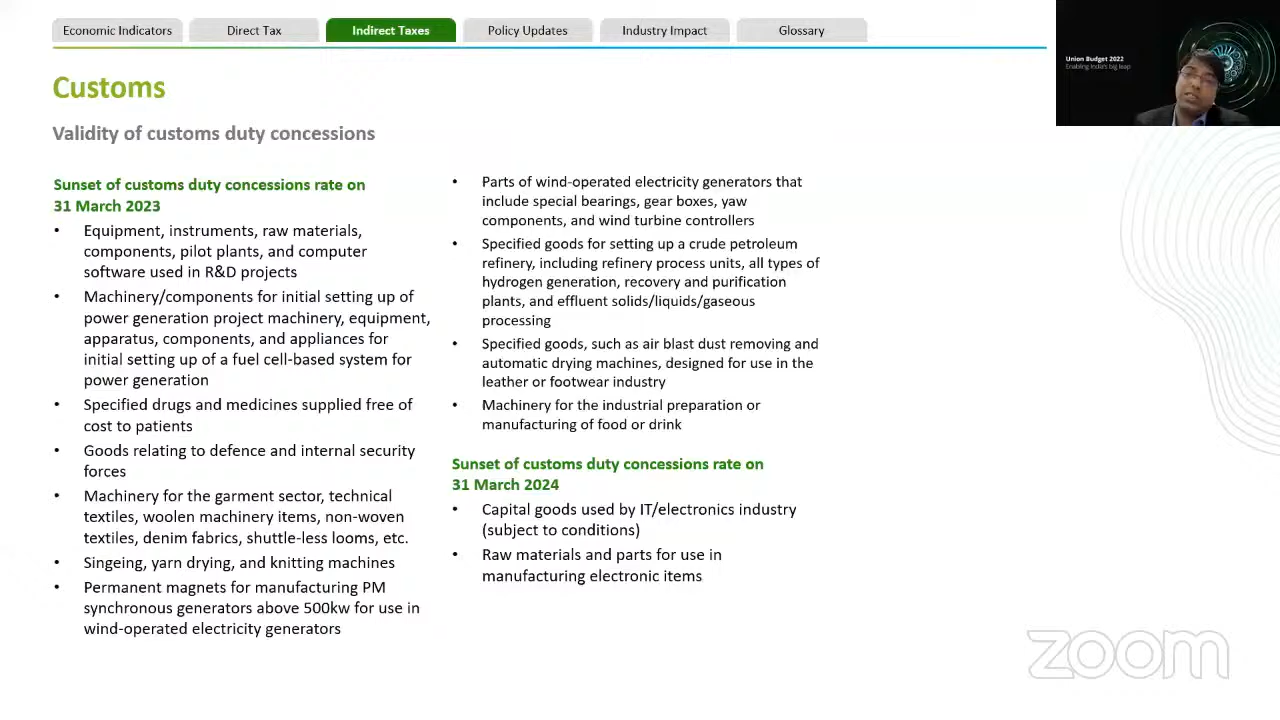 Economic Indicators
Direct Tax
Indirect Taxes
Policy Updates
Industry Impact
Glossary
Union Budget 2022
Enabling India's big leap
Customs
Validity of customs duty concessions
Sunset of customs duty concessions rate on
31 March 2023
• Equipment, instruments, raw materials,
components, pilot plants, and computer
software used in R&D projects
• Machinery/components for initial setting up of
power generation project machinery, equipment,
apparatus, components, and appliances for
initial setting up of a fuel cell-based system for
power generation
• Specified drugs and medicines supplied free of
cost to patients
• Goods relating to defence and internal security
forces
• Machinery for the garment sector, technical
textiles, woolen machinery items, non-woven
textiles, denim fabrics, shuttle-less looms, etc.
• Singeing, yarn drying, and knitting machines
• Permanent magnets for manufacturing PM
synchronous generators above 500kw for use in
wind-operated electricity generators
• Parts of wind-operated electricity generators that
include special bearings, gear boxes, yaw
components, and wind turbine controllers
• Specified goods for setting up a crude petroleum
refinery, including refinery process units, all types of
hydrogen generation, recovery and purification
plants, and effluent solids/liquids/gaseous
processing
• Specified goods, such as air blast dust removing and
automatic drying machines, designed for use in the
leather or footwear industry
• Machinery for the industrial preparation or
manufacturing of food or drink
Sunset of customs duty concessions rate on
31 March 2024
• Capital goods used by IT/electronics industry
(subject to conditions)
• Raw materials and parts for use in
manufacturing electronic items
zoom